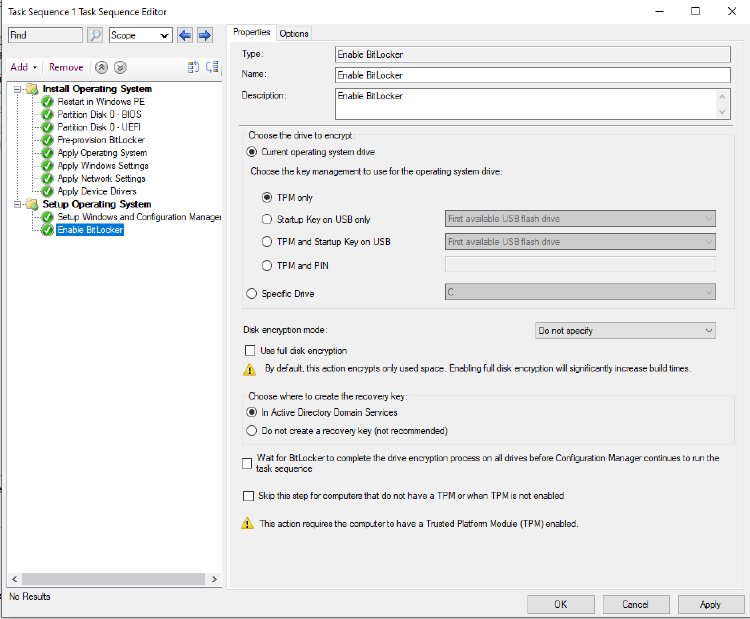 Task Sequence 1 Task Sequence Editor
Find
Scope
Add
Remove
Install Operating System
Restart in Windows PE
Partition Disk 0 - BIOS
Partition Disk 0 - UEFI
Pre-provision BitLocker
Apply Operating System
Apply Windows Settings
Apply Network Settings
Apply Device Drivers
Setup Operating System
Setup Windows and Configuration Manager
Enable BitLocker
No Results
Properties
Options
Type:
Enable BitLocker
Name:
Enable BitLocker
Description:
Enable BitLocker
Choose the drive to encrypt:
Current operating system drive
Choose the key management to use for the operating system drive:
TPM only
Startup Key on USB only
First available USB flash drive
TPM and Startup Key on USB
First available USB flash drive
TPM and PIN
Specific Drive
C:
Disk encryption mode:
Do not specify
Use full disk encryption
By default, this action encrypts only used space. Enabling full disk encryption will significantly increase build times.
Choose where to create the recovery key:
In Active Directory Domain Services
Do not create a recovery key (not recommended)
Wait for BitLocker to complete the drive encryption process on all drives before Configuration Manager continues to run the
task sequence
Skip this step for computers that do not have a TPM or when TPM is not enabled
This action requires the computer to have a Trusted Platform Module (TPM) enabled.
OK
Cancel
Apply